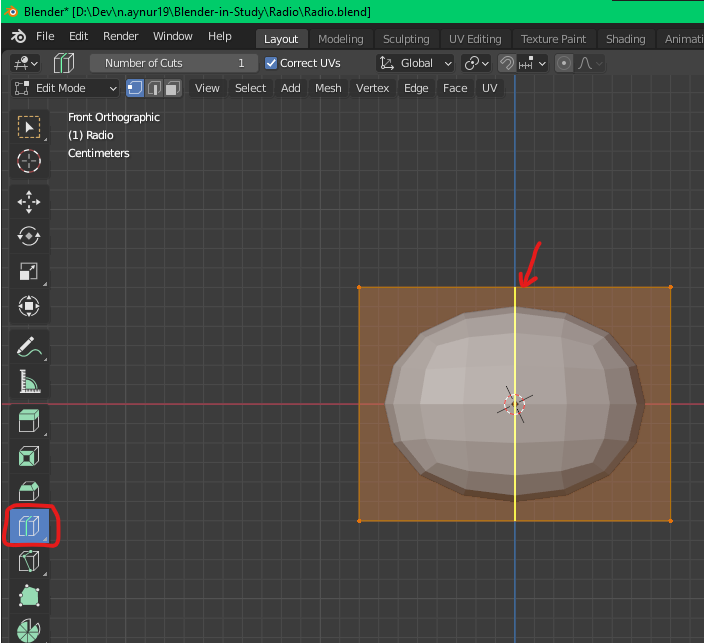 Blender* [D:\Dev\n.aynur19\Blender-in-Study\Radio\Radio.blend]
File Edit Render Window Help Layout Modeling Sculpting UV Editing Texture Paint Shading Animati
Number of Cuts 1 Correct UVs Global
Edit Mode View Select Add Mesh Vertex Edge Face UV
Front Orthographic
(1) Radio
Centimeters